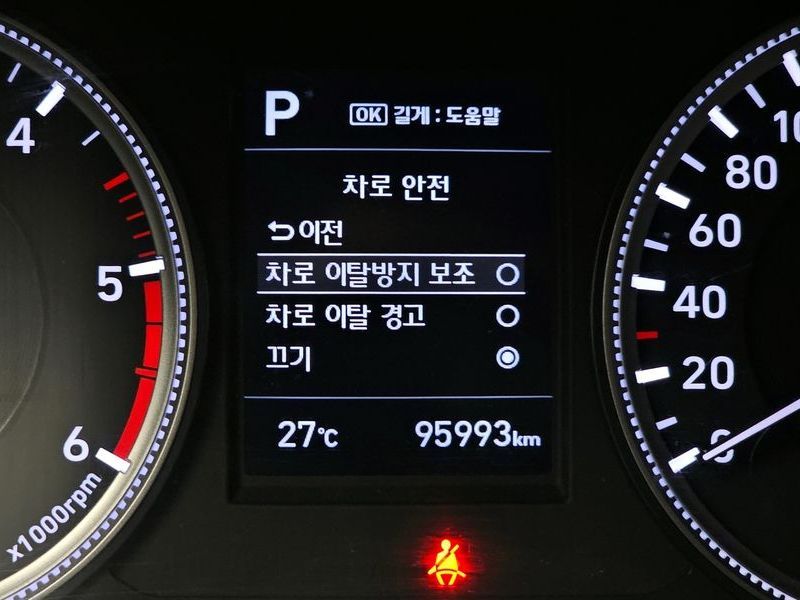 P
OK 길게 : 도움말
차로 안전
이전
차로 이탈방지 보조
차로 이탈 경고
끄기
27℃ 95993km
4
5
6
x1000rpm
80
60
40
20
0